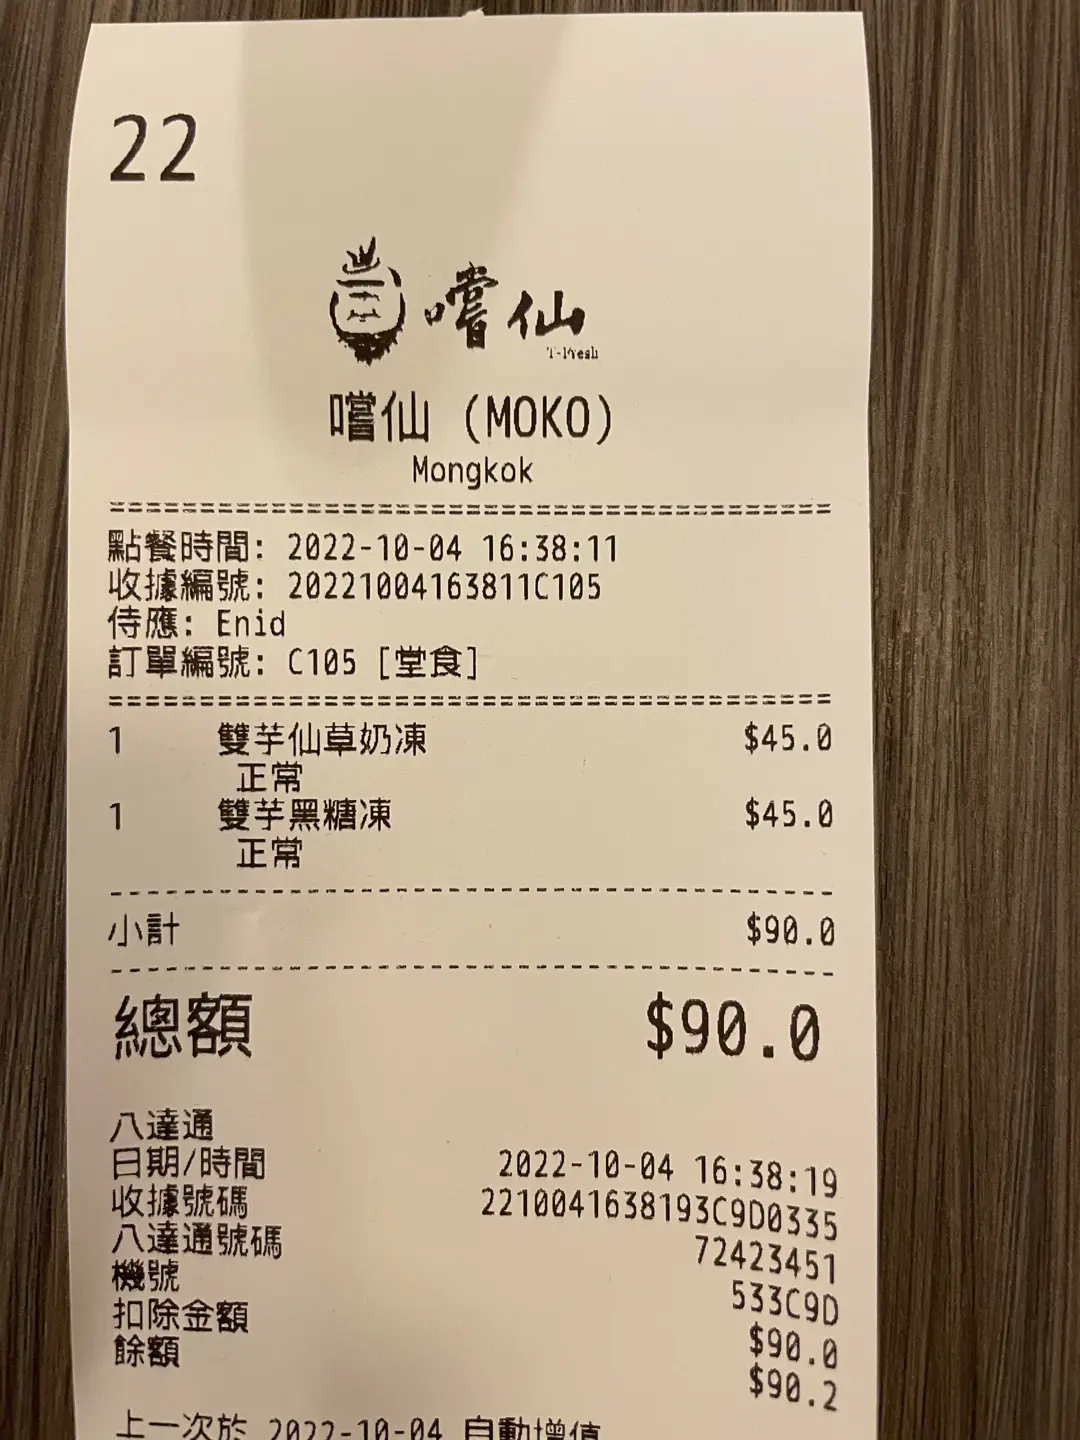 22
嚐仙
T-Fresh
嚐仙 (MOKO)
Mongkok
點餐時間: 2022-10-04 16:38:11
收據編號: 20221004163811C105
侍應: Enid
訂單編號: C105 [堂食]
1 雙芋仙草奶凍 $45.0
正常
1 雙芋黑糖凍 $45.0
正常
小計 $90.0
總額 $90.0
八達通
日期/時間 2022-10-04 16:38:19
收據號碼 2210041638193C9D0335
八達通號碼 72423451
機號 533C9D
扣除金額 $90.0
餘額 $90.2
上一次於 2022-10-04 自動增值